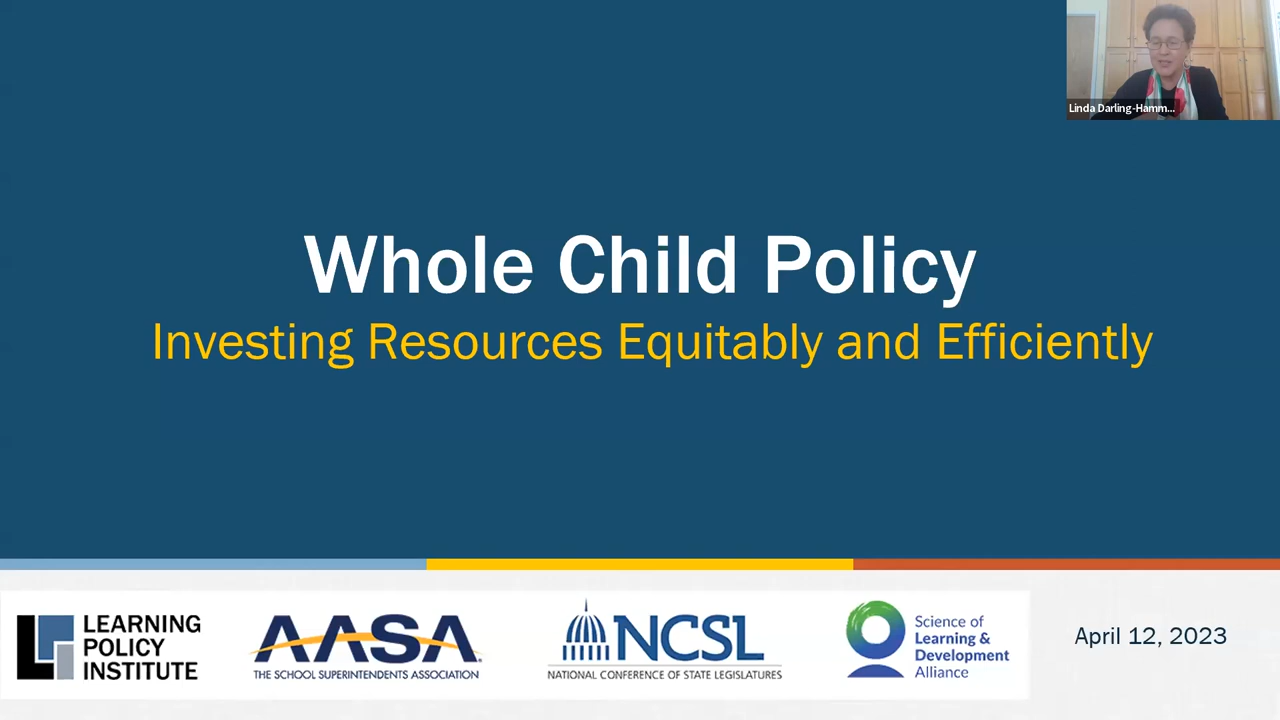 Linda Darling-Hamm...
Whole Child Policy
Investing Resources Equitably and Efficiently
LEARNING
POLICY
INSTITUTE
AASA
THE SCHOOL SUPERINTENDENTS ASSOCIATION
NCSL
NATIONAL CONFERENCE OF STATE LEGISLATURES
Science of
Learning &
Development
Alliance
April 12, 2023